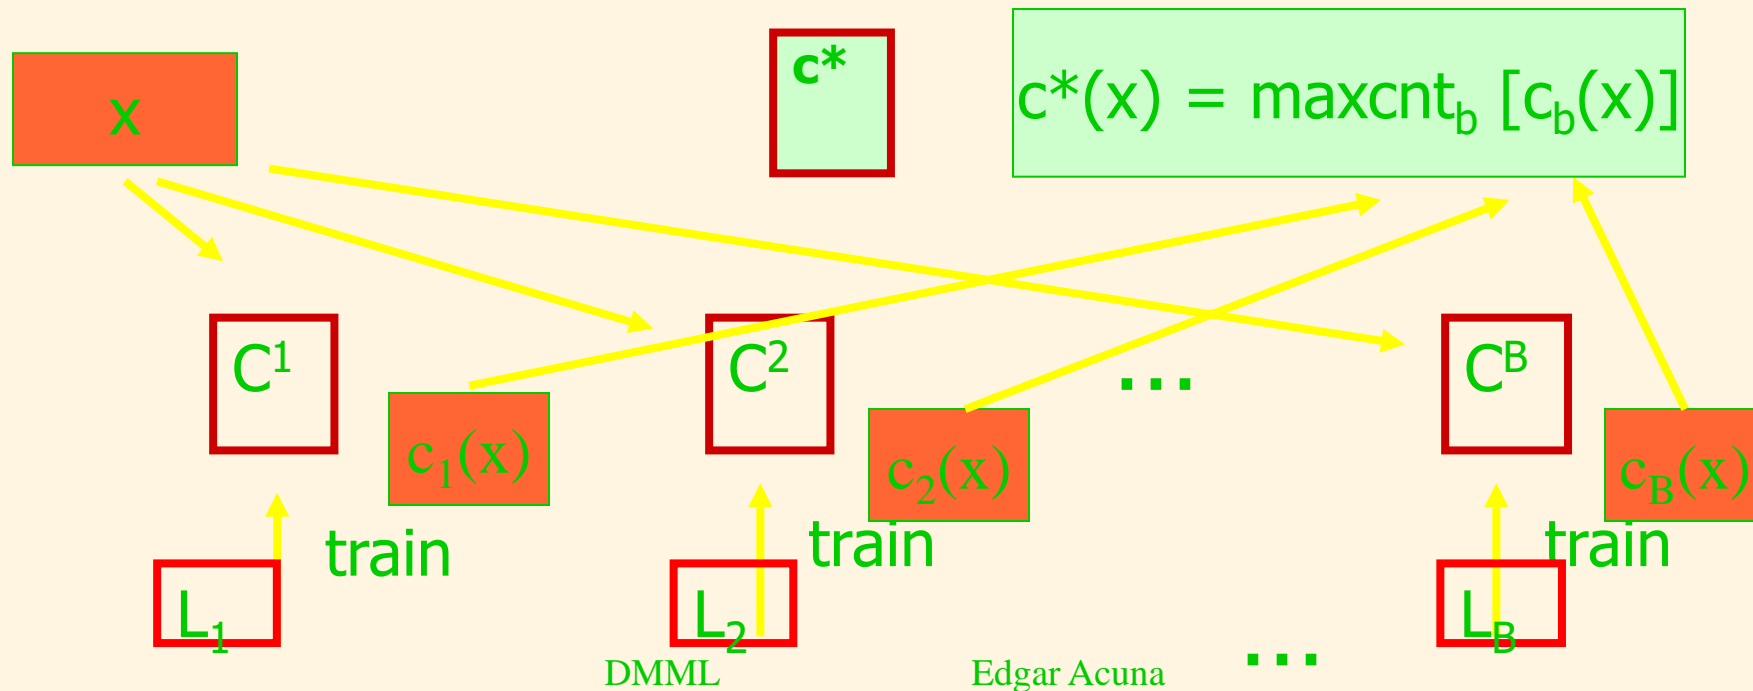 x
c*
c*(x) = maxcnt_b [c_b(x)]
C^1
C^2
...
C^B
c_1(x)
c_2(x)
c_B(x)
train
train
train
L_1
L_2
L_B
...
DMML
Edgar Acuna